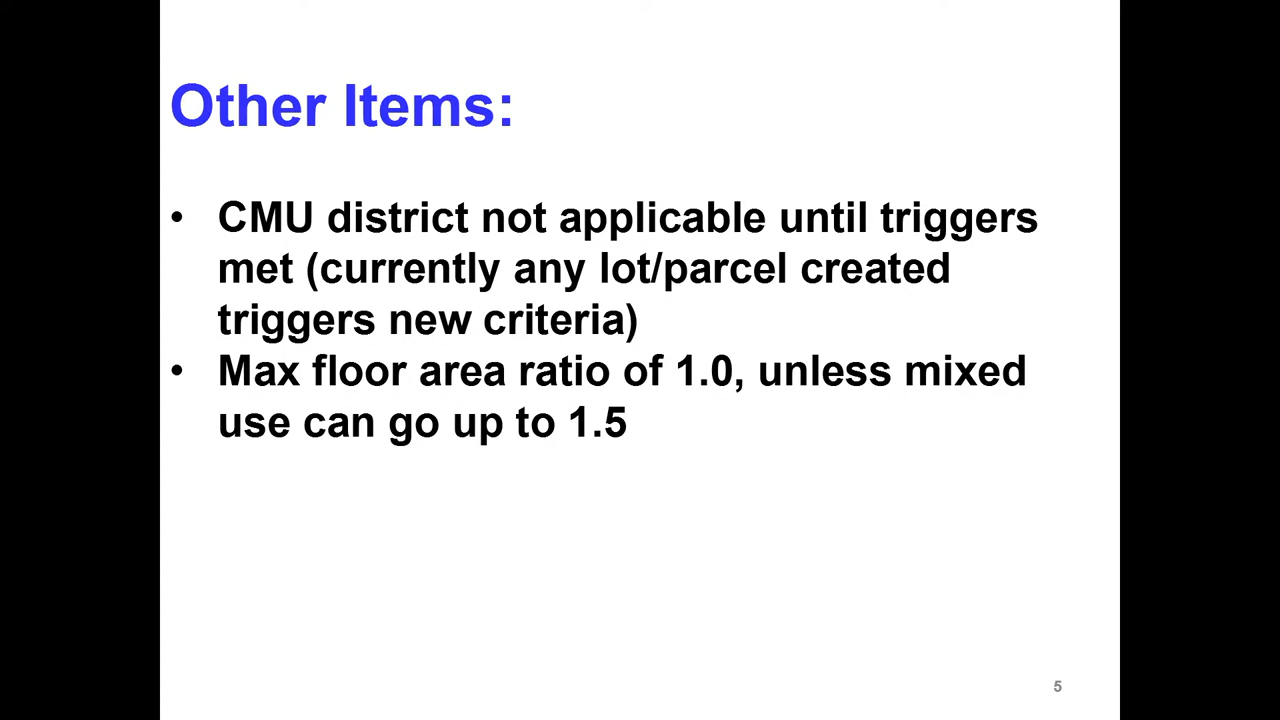 Other Items:
• CMU district not applicable until triggers
met (currently any lot/parcel created
triggers new criteria)
• Max floor area ratio of 1.0, unless mixed
use can go up to 1.5
5